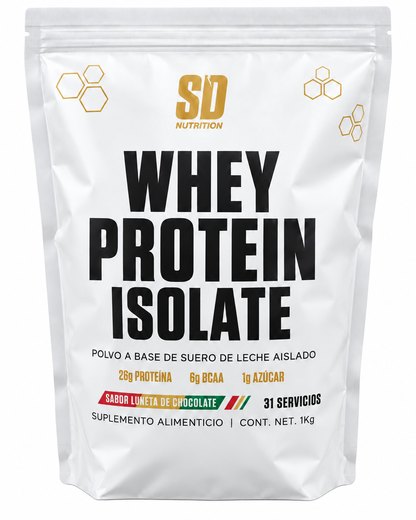 SD
NUTRITION
WHEY
PROTEIN
ISOLATE
POLVO A BASE DE SUERO DE LECHE AISLADO
26g PROTEÍNA 6g BCAA 1g AZÚCAR
SABOR LUNETA DE CHOCOLATE 31 SERVICIOS
SUPLEMENTO ALIMENTICIO | CONT. NET. 1Kg